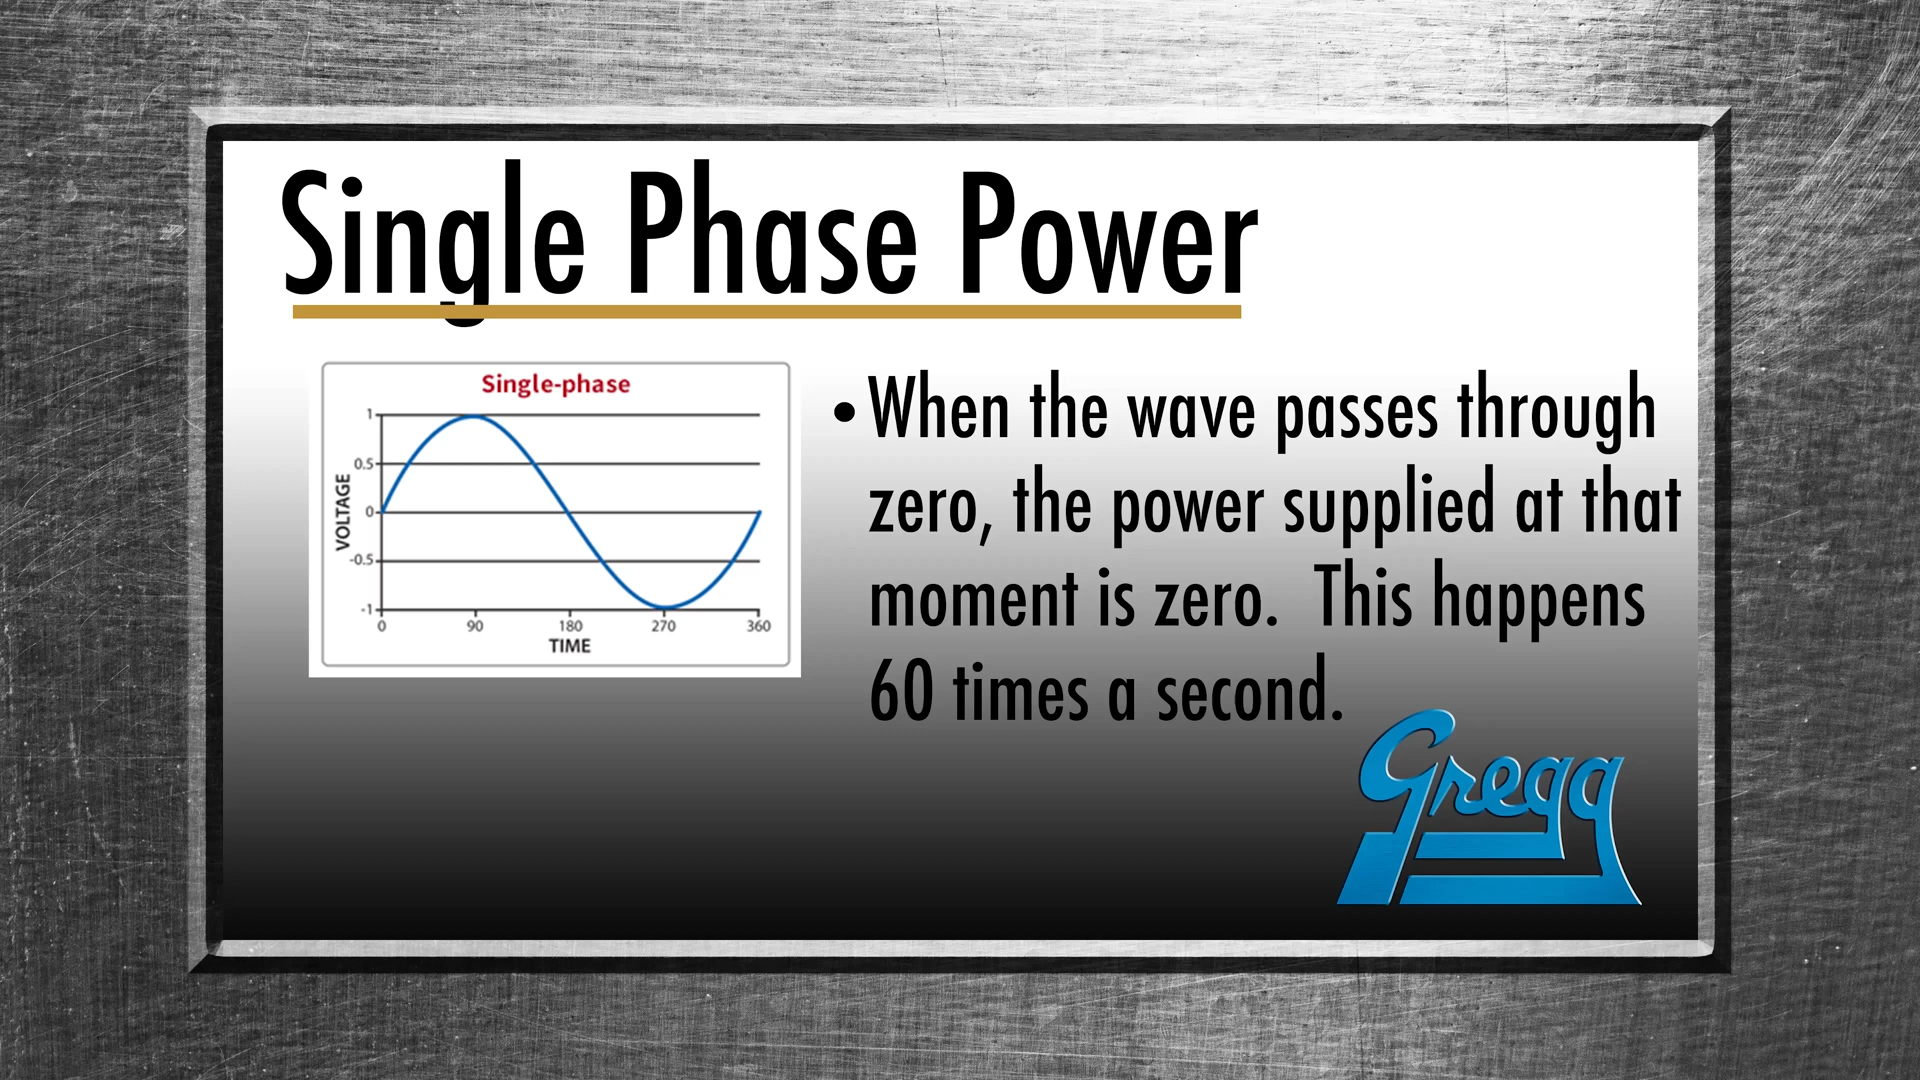 Single Phase Power
Single-phase
1
0.5
0
-0.5
-1
VOLTAGE
0 90 180 270 360
TIME
• When the wave passes through
zero, the power supplied at that
moment is zero.  This happens
60 times a second.
Gregg